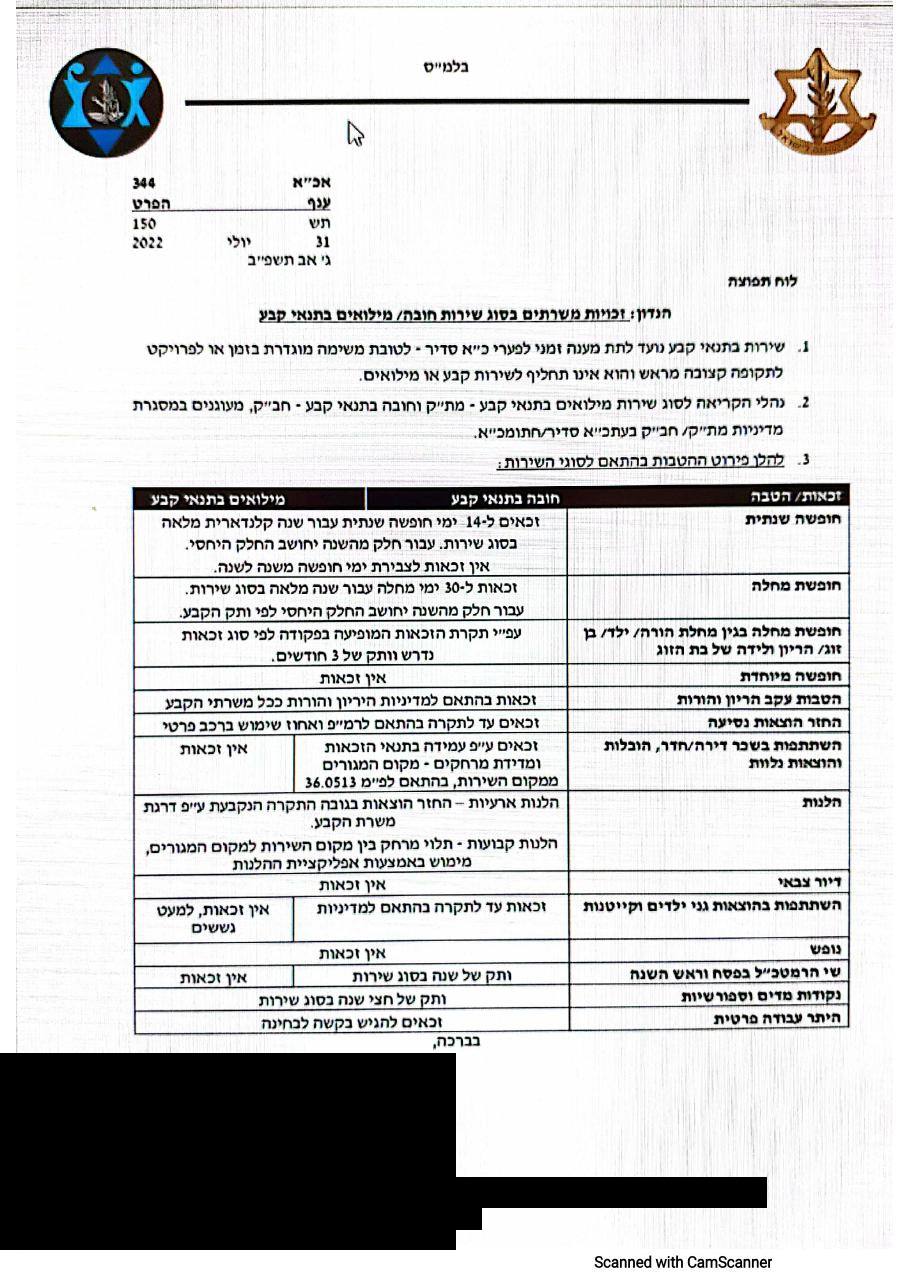 בלמ"ס
אכ"א 344
ענף הפרט
תש 150
31 יולי 2022
ג' אב תשפ"ב
לוח תפוצה
הנדון: זכויות משרתים בסוג שירות חובה/ מילואים בתנאי קבע
1. שירות בתנאי קבע נועד לתת מענה זמני לפערי כ"א סדיר - לטובת משימה מוגדרת בזמן או לפרויקט
לתקופה קצובה מראש והוא אינו תחליף לשירות קבע או מילואים.
2. נהלי הקריאה לסוג שירות מילואים בתנאי קבע - מת"ק וחובה בתנאי קבע - חב"ק, מעוגנים במסגרת
מדיניות מת"ק/ חב"ק בעתכ"א סדיר/חתומכ"א.
3. להלן פירוט ההטבות בהתאם לסוגי השירות:
זכאות/ הטבה חובה בתנאי קבע מילואים בתנאי קבע
חופשה שנתית זכאים ל-14 ימי חופשה שנתית עבור שנה קלנדארית מלאה
בסוג שירות. עבור חלק מהשנה יחושב החלק היחסי.
אין זכאות לצבירת ימי חופשה משנה לשנה.
חופשת מחלה זכאות ל-30 ימי מחלה עבור שנה מלאה בסוג שירות.
עבור חלק מהשנה יחושב החלק היחסי לפי ותק הקבע.
חופשת מחלה בגין מחלת הורה/ ילד/ בן עפ"י תקרת הזכאות המופיעה בפקודה לפי סוג זכאות
זוג/ הריון ולידה של בת הזוג נדרש וותק של 3 חודשים.
חופשה מיוחדת אין זכאות
הטבות עקב הריון והורות זכאות בהתאם למדיניות היריון והורות ככל משרתי הקבע
החזר הוצאות נסיעה זכאים עד לתקרה בהתאם לרמ"פ ואחוז שימוש ברכב פרטי
השתתפות בשכר דירה/חדר, הובלות זכאים ע"פ עמידה בתנאי הזכאות אין זכאות
והוצאות נלוות ומדידת מרחקים - מקום המגורים
ממקום השירות, בהתאם לפ"מ 36.0513
הלנות הלנות ארעיות – החזר הוצאות בגובה התקרה הנקבעת ע"פ דרגת
משרת הקבע.
הלנות קבועות - תלוי מרחק בין מקום השירות למקום המגורים,
מימוש באמצעות אפליקציית ההלנות
דיור צבאי אין זכאות
השתתפות בהוצאות גני ילדים וקייטנות זכאות עד לתקרה בהתאם למדיניות אין זכאות, למעט
גששים
נופש אין זכאות
שי הרמטכ"ל בפסח וראש השנה ותק של שנה בסוג שירות אין זכאות
נקודות מדים וספורשיות ותק של חצי שנה בסוג שירות
היתר עבודה פרטית זכאים להגיש בקשה לבחינה
בברכה,
Scanned with CamScanner